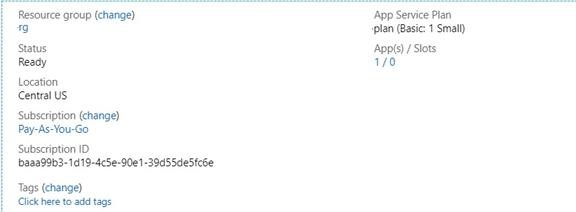 Resource group (change)
rg
Status
Ready
Location
Central US
Subscription (change)
Pay-As-You-Go
Subscription ID
baaa99b3-1d19-4c5e-90e1-39d55de5fc6e
Tags (change)
Click here to add tags
App Service Plan
plan (Basic: 1 Small)
App(s) / Slots
1 / 0